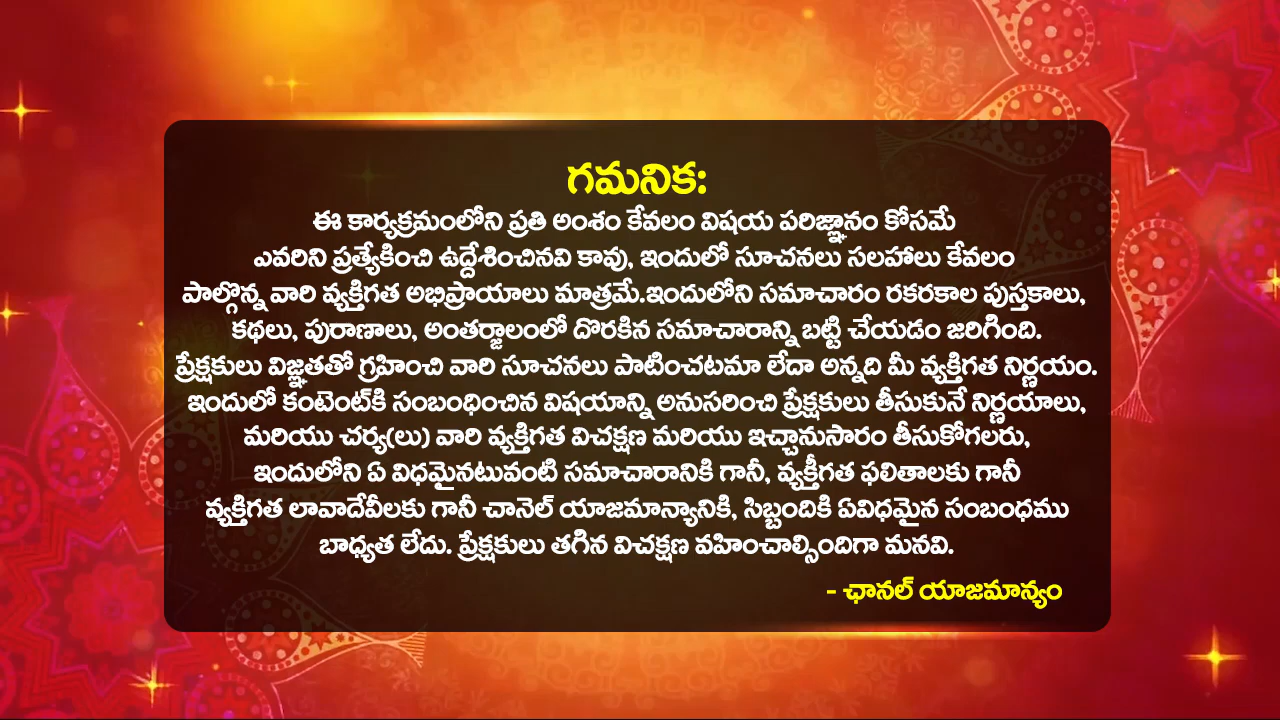 గమనిక:
ఈ కార్యక్రమంలోని ప్రతి అంశం కేవలం విషయ పరిజ్ఞానం కోసమే
ఎవరిని ప్రత్యేకించి ఉద్దేశించినవి కావు, ఇందులో సూచనలు సలహాలు కేవలం
పాల్గొన్న వారి వ్యక్తిగత అభిప్రాయాలు మాత్రమే.ఇందులోని సమాచారం రకరకాల పుస్తకాలు,
కథలు, పురాణాలు, అంతర్జాలంలో దొరకిన సమాచారాన్ని బట్టి చేయడం జరిగింది.
ప్రేక్షకులు విజ్ఞతతో గ్రహించి వారి సూచనలు పాటించటమా లేదా అన్నది మీ వ్యక్తిగత నిర్ణయం.
ఇందులో కంటెంట్‌కి సంబంధించిన విషయాన్ని అనుసరించి ప్రేక్షకులు తీసుకునే నిర్ణయాలు,
మరియు చర్య(లు) వారి వ్యక్తిగత విచక్షణ మరియు ఇచ్చానుసారం తీసుకోగలరు,
ఇందులోని ఏ విధమైనటువంటి సమాచారానికి గానీ, వ్యక్తీగత ఫలితాలకు గానీ
వ్యక్తిగత లావాదేవీలకు గానీ చానెల్ యాజమాన్యానికి, సిబ్బందికి ఏవిధమైన సంబంధము
బాధ్యత లేదు. ప్రేక్షకులు తగిన విచక్షణ వహించాల్సిందిగా మనవి.
- ఛానల్ యాజమాన్యం